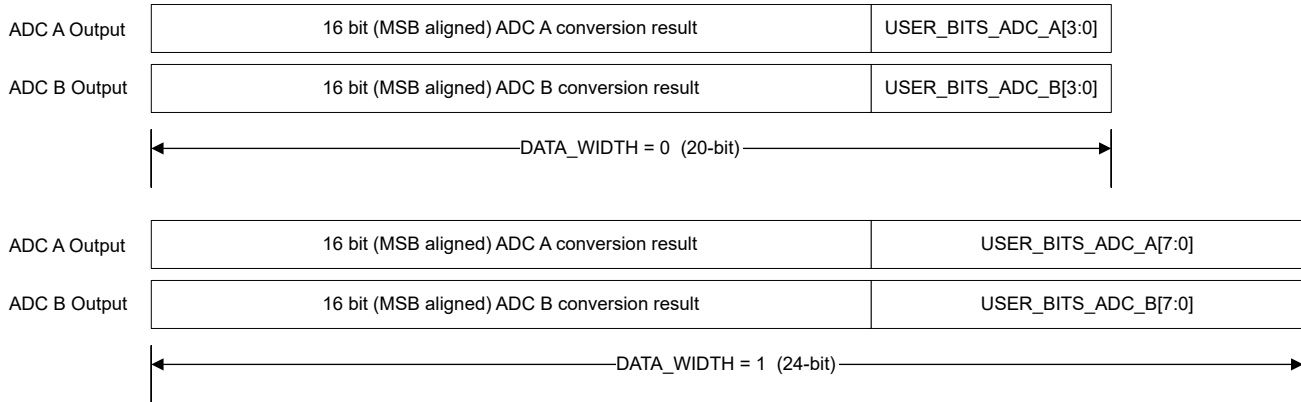 ADC A Output 16 bit (MSB aligned) ADC A conversion result USER_BITS_ADC_A[3:0]
ADC B Output 16 bit (MSB aligned) ADC B conversion result USER_BITS_ADC_B[3:0]
DATA_WIDTH = 0 (20-bit)
ADC A Output 16 bit (MSB aligned) ADC A conversion result USER_BITS_ADC_A[7:0]
ADC B Output 16 bit (MSB aligned) ADC B conversion result USER_BITS_ADC_B[7:0]
DATA_WIDTH = 1 (24-bit)